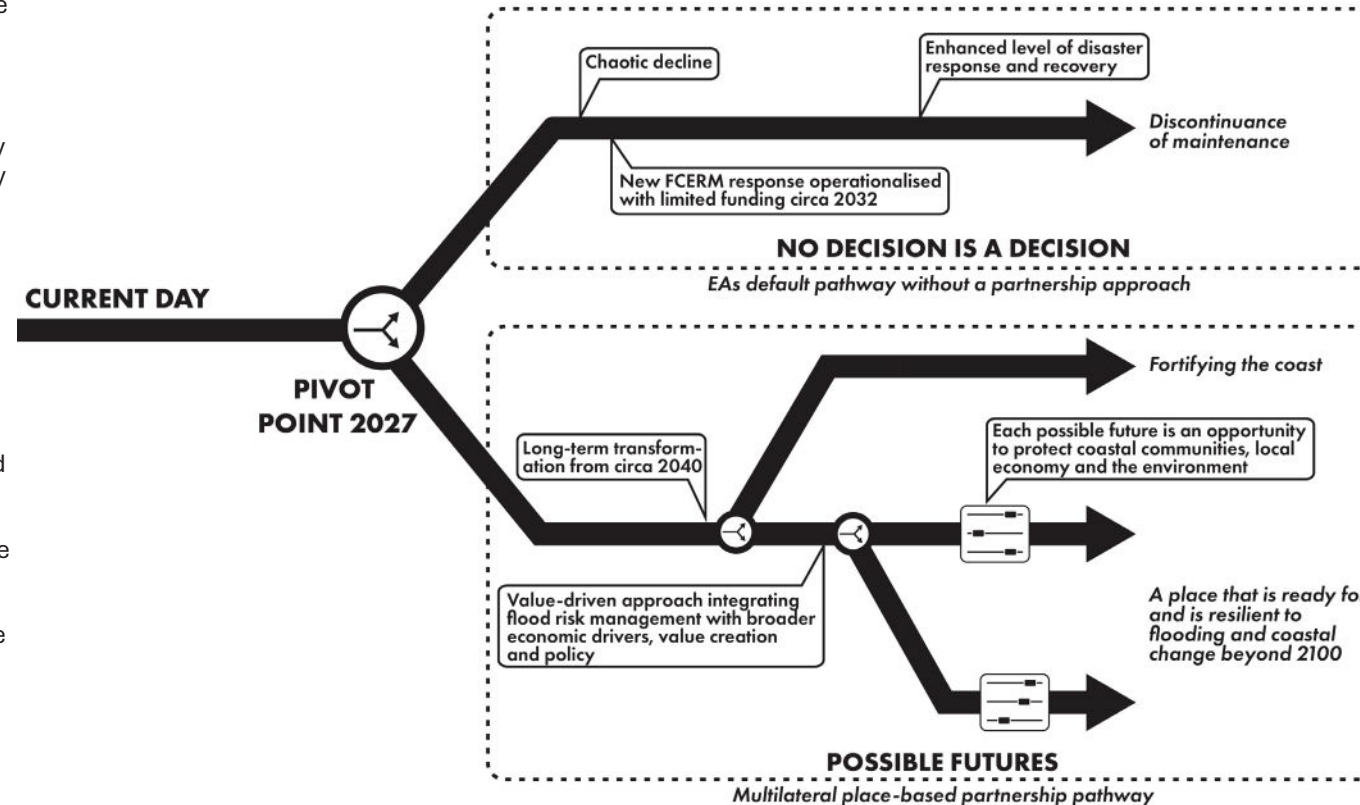 e
y
y
d
e
e
Chaotic decline
Enhanced level of disaster
response and recovery
Discontinuance
of maintenance
New FCERM response operationalised
with limited funding circa 2032
NO DECISION IS A DECISION
EAs default pathway without a partnership approach
CURRENT DAY
PIVOT
POINT 2027
Fortifying the coast
Long-term transform-
ation from circa 2040
Each possible future is an opportunity
to protect coastal communities, local
economy and the environment
Value-driven approach integrating
flood risk management with broader
economic drivers, value creation
and policy
A place that is ready fo
and is resilient to
flooding and coastal
change beyond 2100
POSSIBLE FUTURES
Multilateral place-based partnership pathway